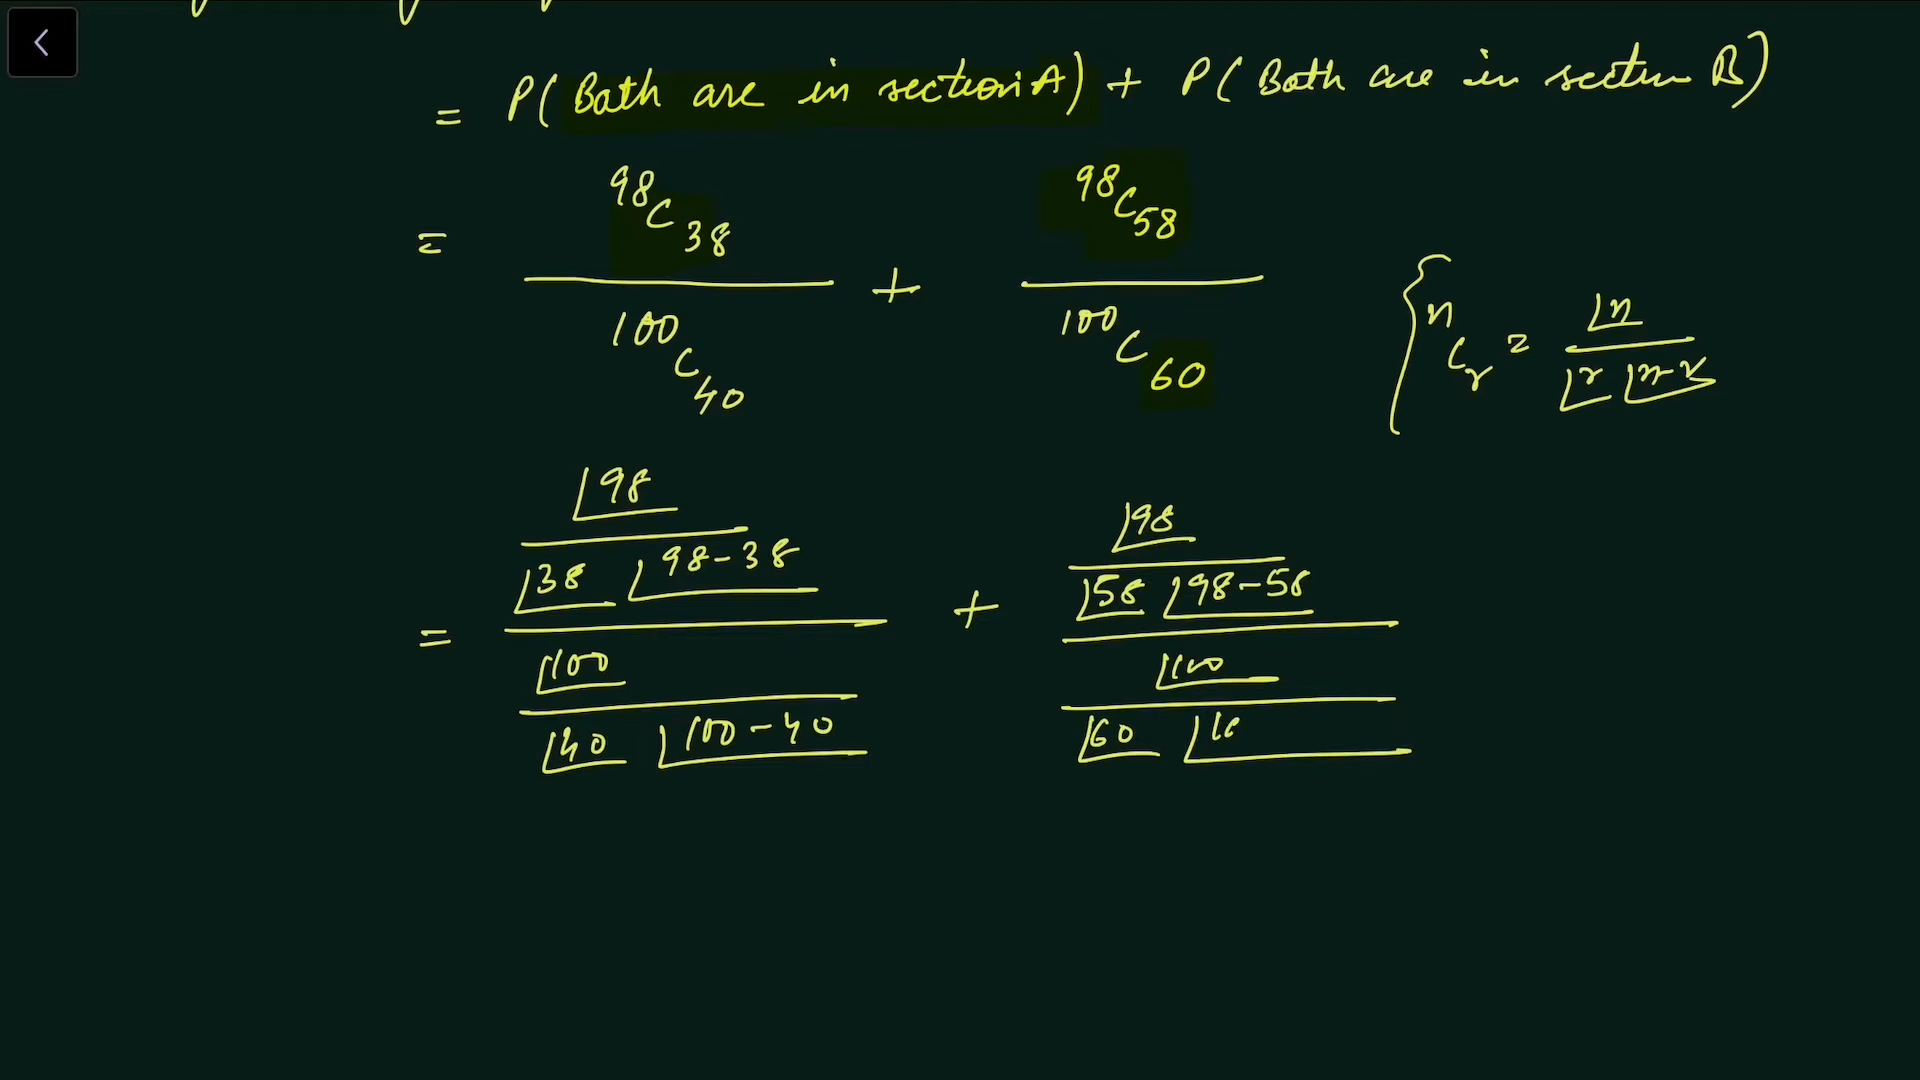 = P(Both are in section A) + P(Both are in section B)
= ⁹⁸C₃₈ / ¹⁰⁰C₄₀ + ⁹⁸C₅₈ / ¹⁰⁰C₆₀ { ⁿCᵣ = |n / |r |n-r
= (|98 / |38 |98-38) / (|100 / |40 |100-40) + (|98 / |58 |98-58) / (|100 / |60 |10